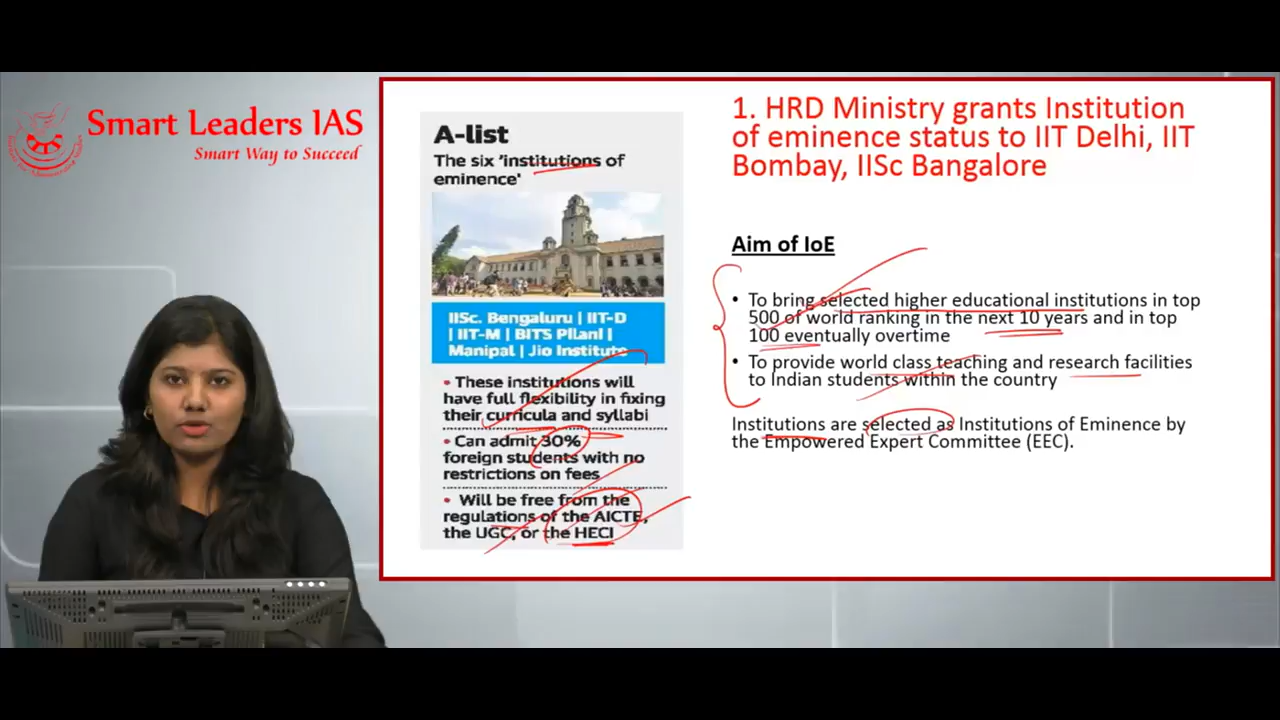 Smart Leaders IAS
Smart Way to Succeed
A-list
The six 'institutions of
eminence'
IISc. Bengaluru | IIT-D
| IIT-M | BITS Pilani |
Manipal | Jio Institute
• These institutions will
have full flexibility in fixing
their curricula and syllabi
• Can admit 30%
foreign students with no
restrictions on fees
• Will be free from the
regulations of the AICTE,
the UGC, or the HECI
1. HRD Ministry grants Institution
of eminence status to IIT Delhi, IIT
Bombay, IISc Bangalore
Aim of IoE
• To bring selected higher educational institutions in top
500 of world ranking in the next 10 years and in top
100 eventually overtime
• To provide world class teaching and research facilities
to Indian students within the country
Institutions are selected as Institutions of Eminence by
the Empowered Expert Committee (EEC).